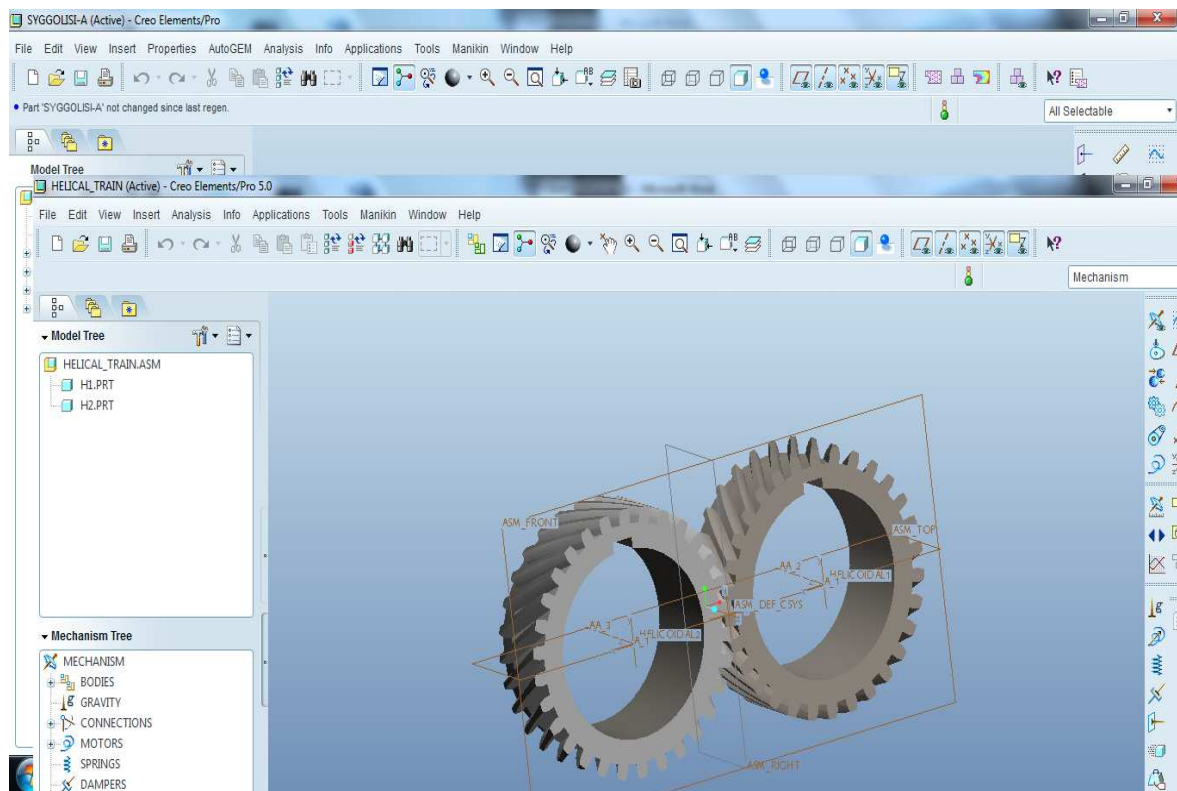 SYGGOLISI-A (Active) - Creo Elements/Pro
File Edit View Insert Properties AutoGEM Analysis Info Applications Tools Manikin Window Help
• Part 'SYGGOLISI-A' not changed since last regen.
All Selectable
Model Tree
HELICAL_TRAIN (Active) - Creo Elements/Pro 5.0
File Edit View Insert Analysis Info Applications Tools Manikin Window Help
Mechanism
Model Tree
HELICAL_TRAIN.ASM
H1.PRT
H2.PRT
ASM_FRONT
ASM_TOP
AA_2
A_1
HELICOIDAL1
ASM_DEF_CSYS
AA_3
A_1
HELICOIDAL2
ASM_RIGHT
Mechanism Tree
MECHANISM
BODIES
GRAVITY
CONNECTIONS
MOTORS
SPRINGS
DAMPERS